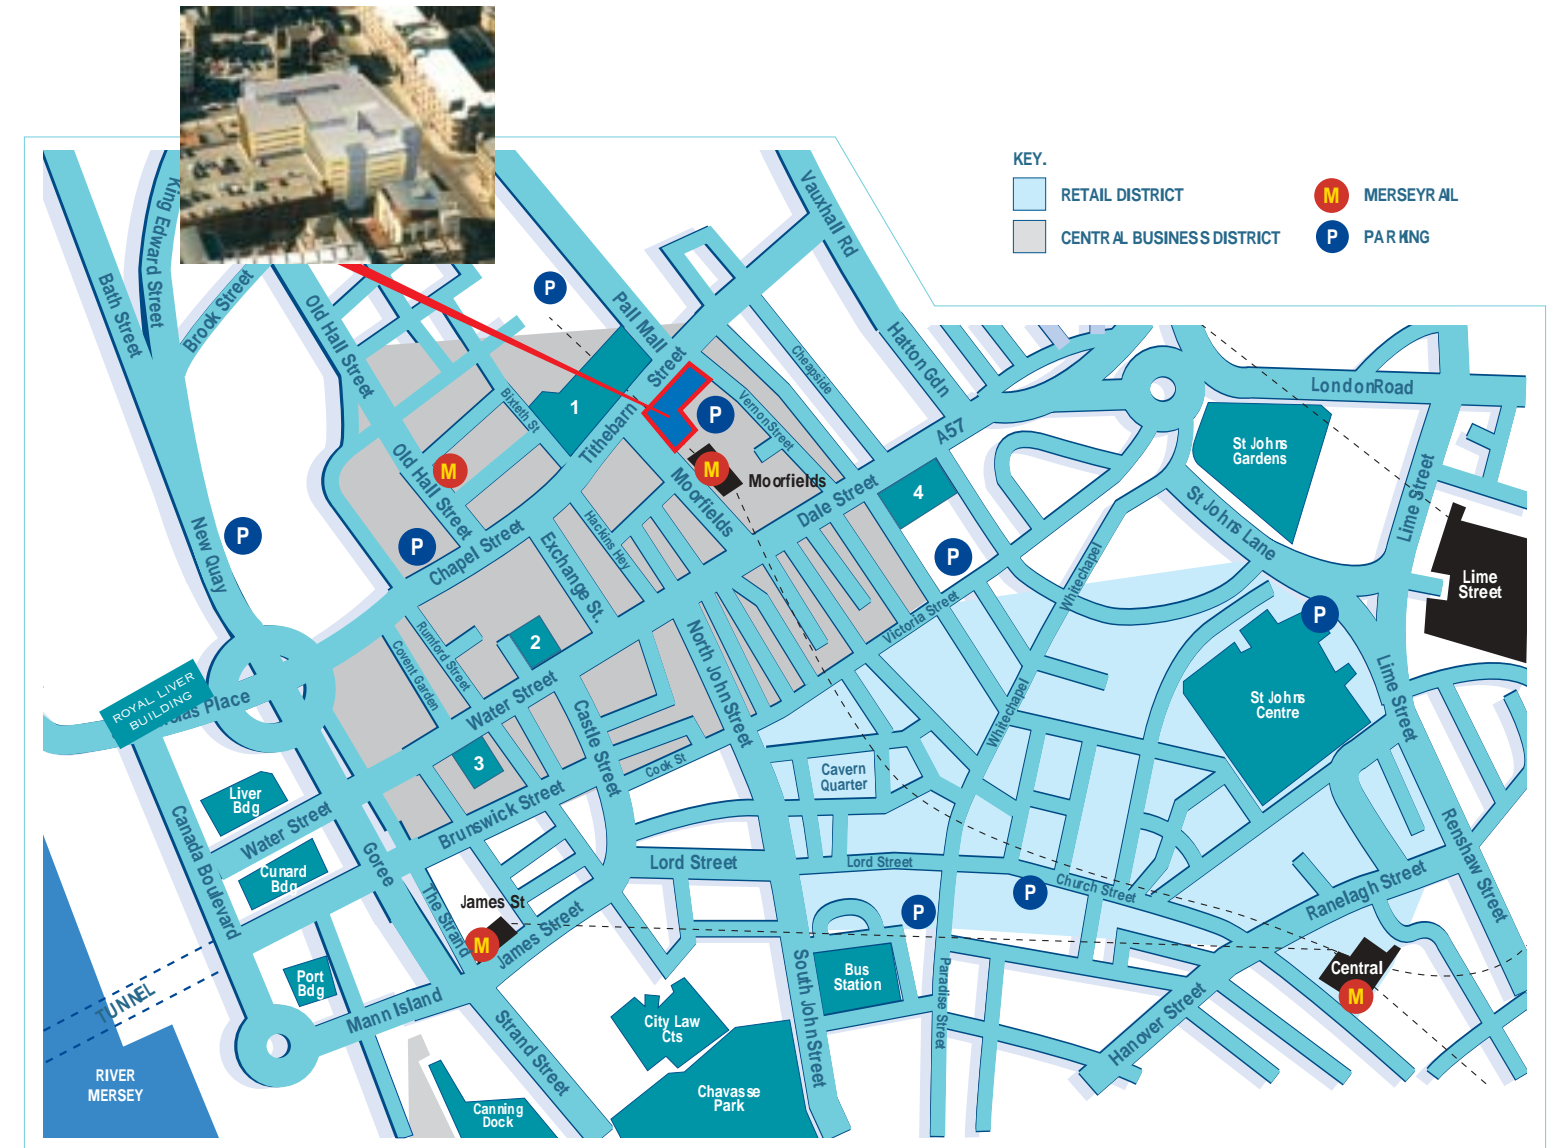 KEY.
RETAIL DISTRICT
CENTRAL BUSINESS DISTRICT
MERSEYRAIL
PARKING
M
P
King Edward Street
Bath Street
Brook Street
Old Hall Street
P
Pall Mall
Vauxhall Rd
Hatton Gdn
Cheapside
Street
Tithebarn
Vernon Street
Bixteth St
1
P
M
Moorfields
Moorfields
Old Hall Street
M
P
P
New Quay
Chapel Street
Hackins Hey
Exchange St.
Dale Street
A57
4
P
London Road
St Johns
Gardens
St Johns Lane
Lime Street
Lime
Street
P
St Johns
Centre
Lime Street
Whitechapel
Whitechapel
Victoria Street
Rumford Street
Covent Garden
2
Water Street
3
Castle Street
North John Street
Cook St
Brunswick Street
ROYAL LIVER
BUILDING
Place
Liver
Bdg
Water Street
Cunard
Bdg
Canada Boulevard
Goree
The Strand
James St
M
James Street
Lord Street
Lord Street
Cavern
Quarter
Church Street
P
P
Ranelagh Street
Renshaw Street
Central
M
Hanover Street
Paradise Street
South John Street
Bus
Station
City Law
Cts
Chavasse
Park
Canning
Dock
Strand Street
Mann Island
Port
Bdg
TUNNEL
RIVER
MERSEY